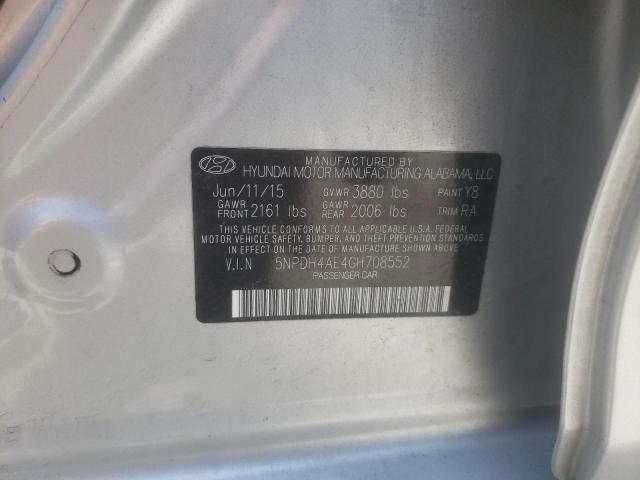 MANUFACTURED BY
HYUNDAI MOTOR MANUFACTURING ALABAMA, LLC
Jun/11/15 GVWR 3880 lbs PAINT Y8
GAWR FRONT 2161 lbs GAWR REAR 2006 lbs TRIM RA
THIS VEHICLE CONFORMS TO ALL APPLICABLE U.S.A. FEDERAL
MOTOR VEHICLE SAFETY, BUMPER, AND THEFT PREVENTION STANDARDS
IN EFFECT ON THE DATE OF MANUFACTURE SHOWN ABOVE.
V.I.N 5NPDH4AE4GH708552
PASSENGER CAR